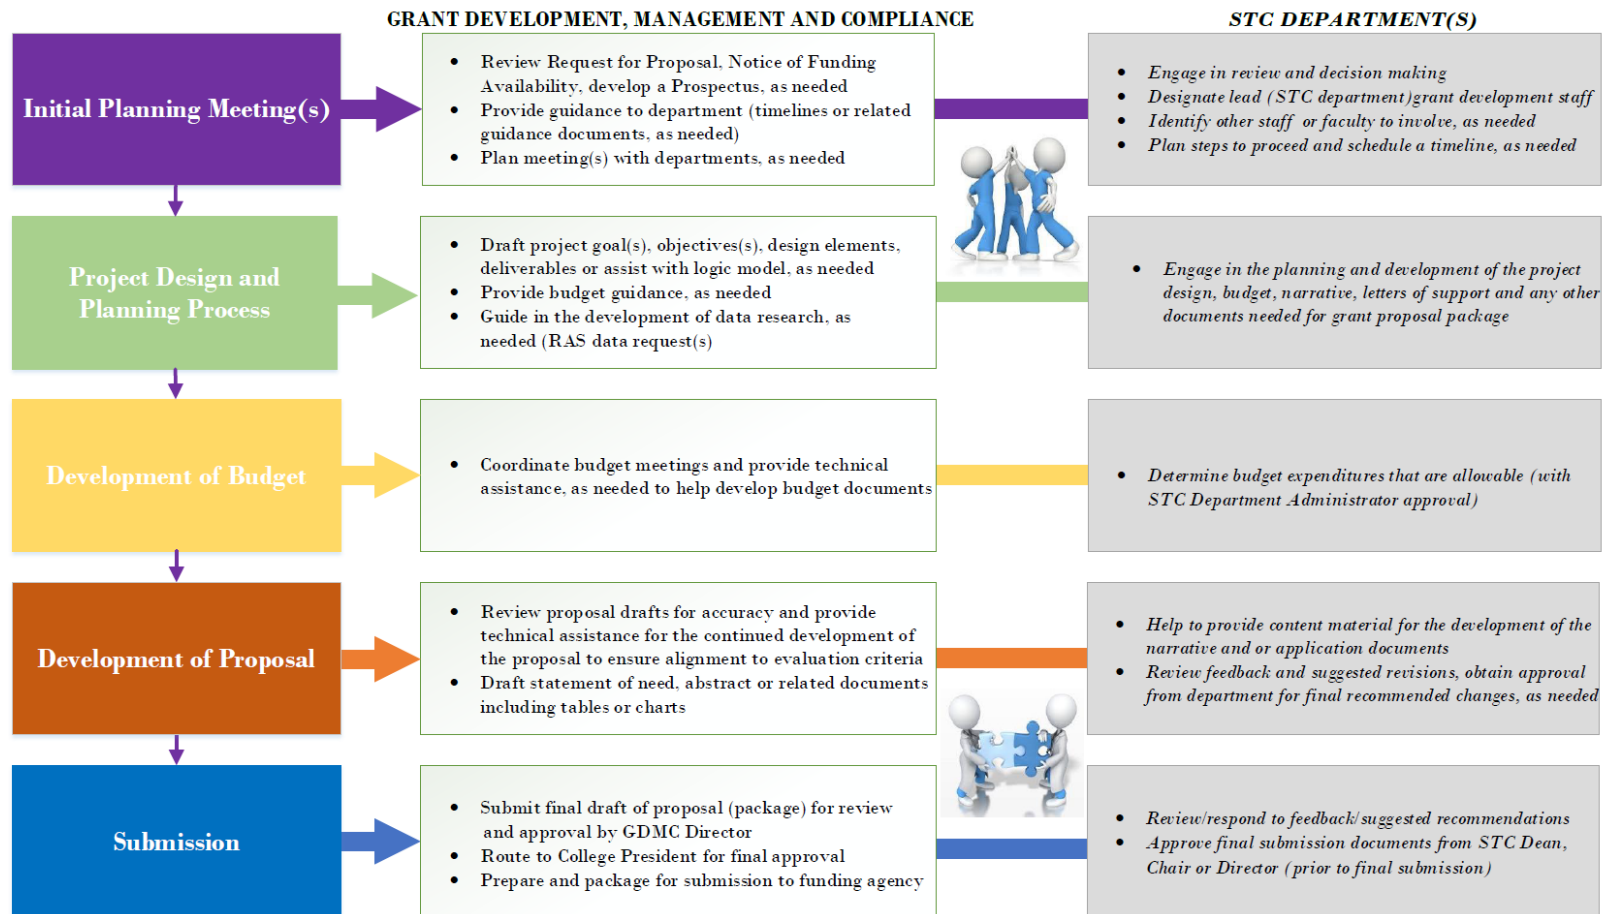 GRANT DEVELOPMENT, MANAGEMENT AND COMPLIANCE
STC DEPARTMENT(S)
Initial Planning Meeting(s)
• Review Request for Proposal, Notice of Funding
Availability, develop a Prospectus, as needed
• Provide guidance to department (timelines or related
guidance documents, as needed)
• Plan meeting(s) with departments, as needed
• Engage in review and decision making
• Designate lead (STC department)grant development staff
• Identify other staff or faculty to involve, as needed
• Plan steps to proceed and schedule a timeline, as needed
Project Design and
Planning Process
• Draft project goal(s), objectives(s), design elements,
deliverables or assist with logic model, as needed
• Provide budget guidance, as needed
• Guide in the development of data research, as
needed (RAS data request(s)
• Engage in the planning and development of the project
design, budget, narrative, letters of support and any other
documents needed for grant proposal package
Development of Budget
• Coordinate budget meetings and provide technical
assistance, as needed to help develop budget documents
• Determine budget expenditures that are allowable (with
STC Department Administrator approval)
Development of Proposal
• Review proposal drafts for accuracy and provide
technical assistance for the continued development of
the proposal to ensure alignment to evaluation criteria
• Draft statement of need, abstract or related documents
including tables or charts
• Help to provide content material for the development of the
narrative and or application documents
• Review feedback and suggested revisions, obtain approval
from department for final recommended changes, as needed
Submission
• Submit final draft of proposal (package) for review
and approval by GDMC Director
• Route to College President for final approval
• Prepare and package for submission to funding agency
• Review/respond to feedback/suggested recommendations
• Approve final submission documents from STC Dean,
Chair or Director (prior to final submission)